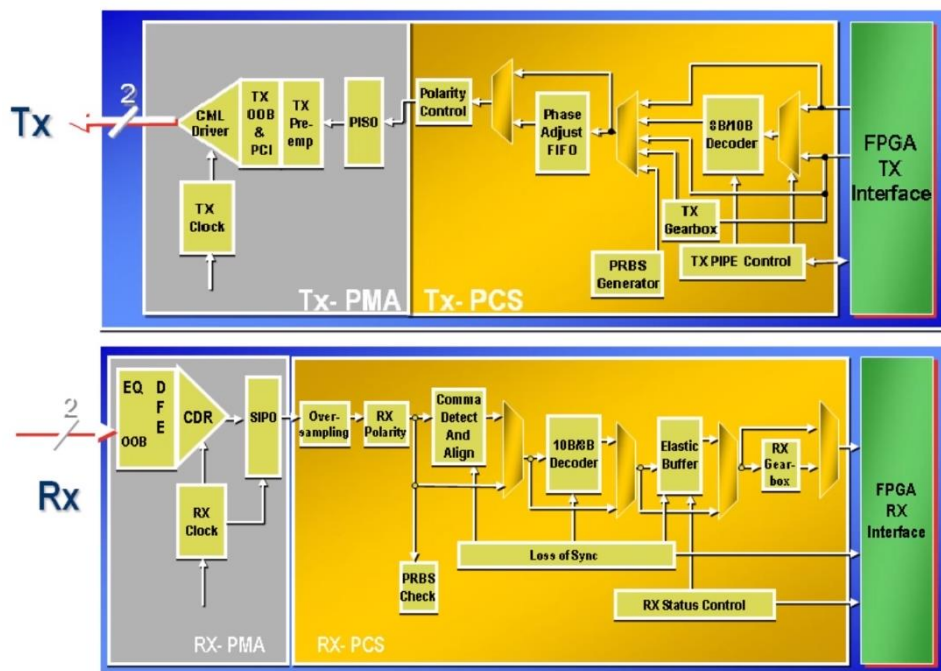 2
Tx
CML
Driver
TX
OOB
&
PCI
TX
Pre-
emp
PISO
Polarity
Control
Phase
Adjust
FIFO
8B/10B
Decoder
FPGA
TX
Interface
TX
Clock
TX
Gearbox
PRBS
Generator
TX PIPE Control
Tx- PMA
Tx- PCS
2
Rx
EQ
OOB
D
F
E
CDR
SIPO
Over-
sampling
RX
Polarity
Comma
Detect
And
Align
10B/8B
Decoder
Elastic
Buffer
RX
Gear-
box
FPGA
RX
Interface
RX
Clock
PRBS
Check
Loss of Sync
RX Status Control
RX- PMA
RX- PCS